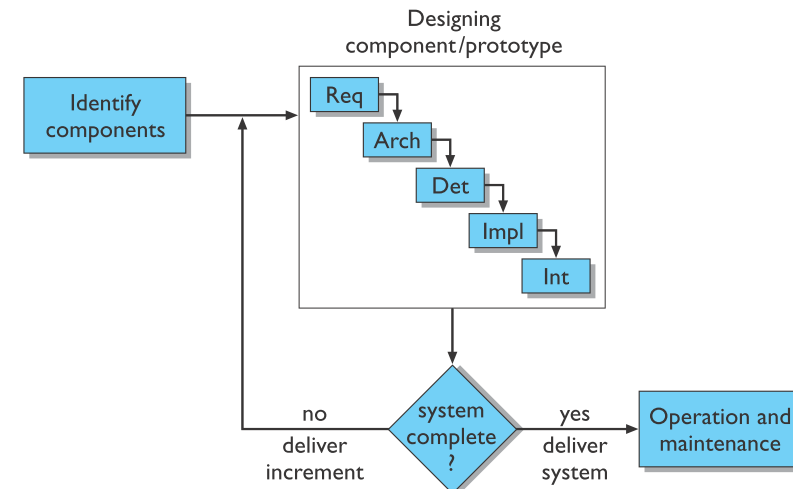 Designing
component/prototype
Identify
components
Req
Arch
Det
Impl
Int
no
deliver
increment
system
complete
?
yes
deliver
system
Operation and
maintenance